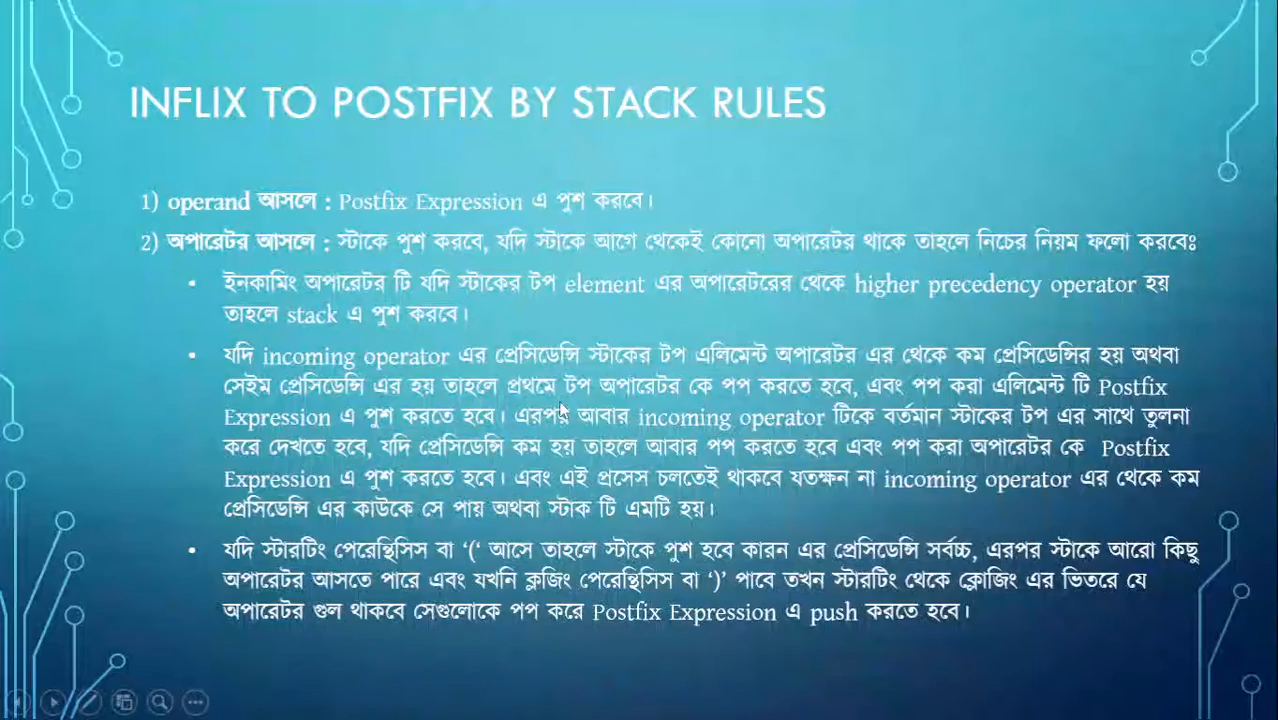 INFLIX TO POSTFIX BY STACK RULES
1) operand আসলে : Postfix Expression এ পুশ করবে।
2) অপারেটর আসলে : স্টাকে পুশ করবে, যদি স্টাকে আগে থেকেই কোনো অপারেটর থাকে তাহলে নিচের নিয়ম ফলো করবেঃ
• ইনকামিং অপারেটর টি যদি স্টাকের টপ element এর অপারেটরের থেকে higher precedency operator হয়
তাহলে stack এ পুশ করবে।
• যদি incoming operator এর প্রেসিডেন্সি স্টাকের টপ এলিমেন্ট অপারেটর এর থেকে কম প্রেসিডেন্সির হয় অথবা
সেইম প্রেসিডেন্সি এর হয় তাহলে প্রথমে টপ অপারেটর কে পপ করতে হবে, এবং পপ করা এলিমেন্ট টি Postfix
Expression এ পুশ করতে হবে। এরপর আবার incoming operator টিকে বর্তমান স্টাকের টপ এর সাথে তুলনা
করে দেখতে হবে, যদি প্রেসিডেন্সি কম হয় তাহলে আবার পপ করতে হবে এবং পপ করা অপারেটর কে Postfix
Expression এ পুশ করতে হবে। এবং এই প্রসেস চলতেই থাকবে যতক্ষন না incoming operator এর থেকে কম
প্রেসিডেন্সি এর কাউকে সে পায় অথবা স্টাক টি এমটি হয়।
• যদি স্টারটিং পেরেন্থিসিস বা ‘(‘ আসে তাহলে স্টাকে পুশ হবে কারন এর প্রেসিডেন্সি সর্বচ্চ, এরপর স্টাকে আরো কিছু
অপারেটর আসতে পারে এবং যখনি ক্লজিং পেরেন্থিসিস বা ‘)’ পাবে তখন স্টারটিং থেকে ক্লোজিং এর ভিতরে যে
অপারেটর গুল থাকবে সেগুলোকে পপ করে Postfix Expression এ push করতে হবে।